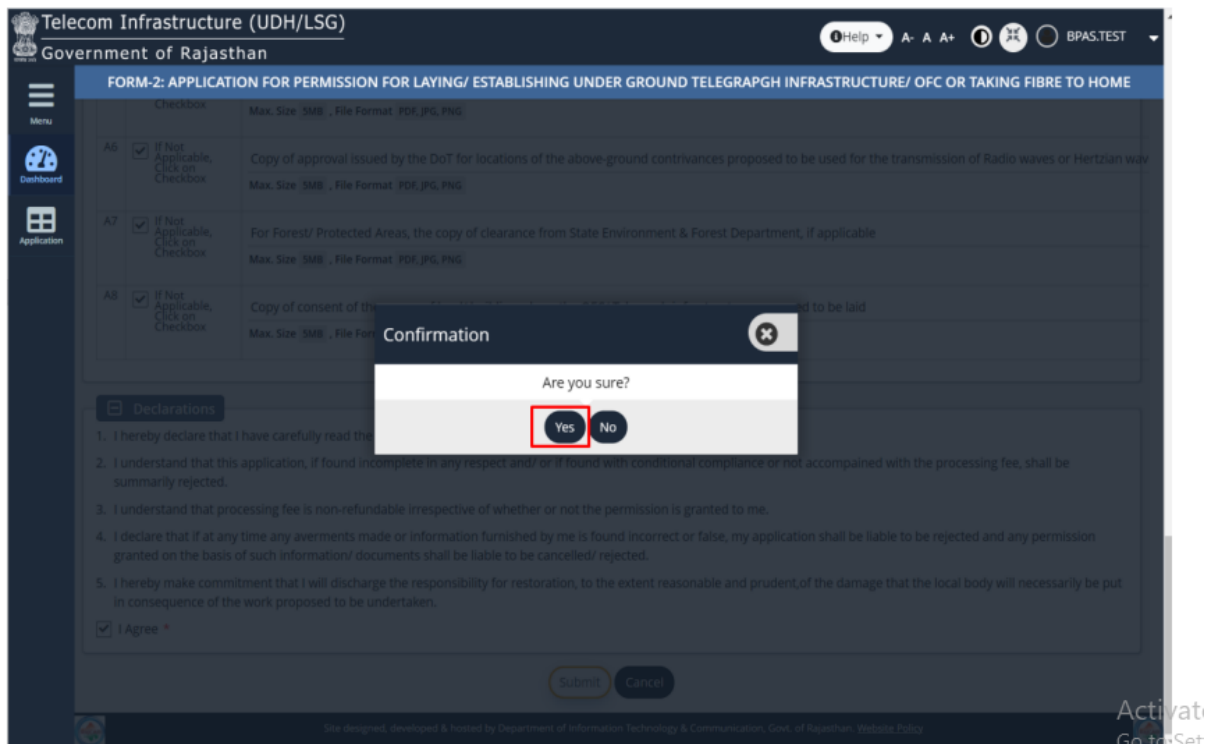 Telecom Infrastructure (UDH/LSG)
Government of Rajasthan
Help
A- A A+
BPAS.TEST
Menu
Dashboard
Application
FORM-2: APPLICATION FOR PERMISSION FOR LAYING/ ESTABLISHING UNDER GROUND TELEGRAPGH INFRASTRUCTURE/ OFC OR TAKING FIBRE TO HOME
Checkbox
Max. Size 5MB , File Format PDF, JPG, PNG
A6
If Not
Applicable,
Click on
Checkbox
Copy of approval issued by the DoT for locations of the above-ground contrivances proposed to be used for the transmission of Radio waves or Hertzian wav
Max. Size 5MB , File Format PDF, JPG, PNG
A7
If Not
Applicable,
Click on
Checkbox
For Forest/ Protected Areas, the copy of clearance from State Environment & Forest Department, if applicable
Max. Size 5MB , File Format PDF, JPG, PNG
A8
If Not
Applicable,
Click on
Checkbox
Copy of consent of the
ed to be laid
Max. Size 5MB , File Fon
Confirmation
Are you sure?
Yes No
Declarations
1. I hereby declare that I have carefully read the
2. I understand that this application, if found incomplete in any respect and/ or if found with conditional compliance or not accompained with the processing fee, shall be
summarily rejected.
3. I understand that processing fee is non-refundable irrespective of whether or not the permission is granted to me.
4. I declare that if at any time any averments made or information furnished by me is found incorrect or false, my application shall be liable to be rejected and any permission
granted on the basis of such information/ documents shall be liable to be cancelled/ rejected.
5. I hereby make commitment that I will discharge the responsibility for restoration, to the extent reasonable and prudent,of the damage that the local body will necessarily be put
in consequence of the work proposed to be undertaken.
I Agree *
Submit Cancel
Site designed, developed & hosted by Department of Information Technology & Communication, Govt. of Rajasthan. Website Policy
Activate
Go to Set